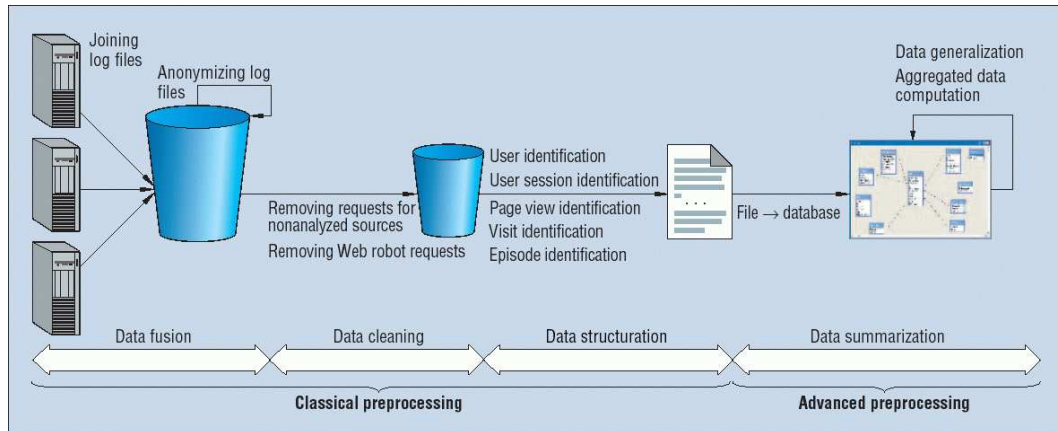 Joining
log files
Anonymizing log
files
Removing requests for
nonanalyzed sources
Removing Web robot requests
User identification
User session identification
Page view identification
Visit identification
Episode identification
...
File → database
Data generalization
Aggregated data
computation
Data fusion
Data cleaning
Data structuration
Data summarization
Classical preprocessing
Advanced preprocessing